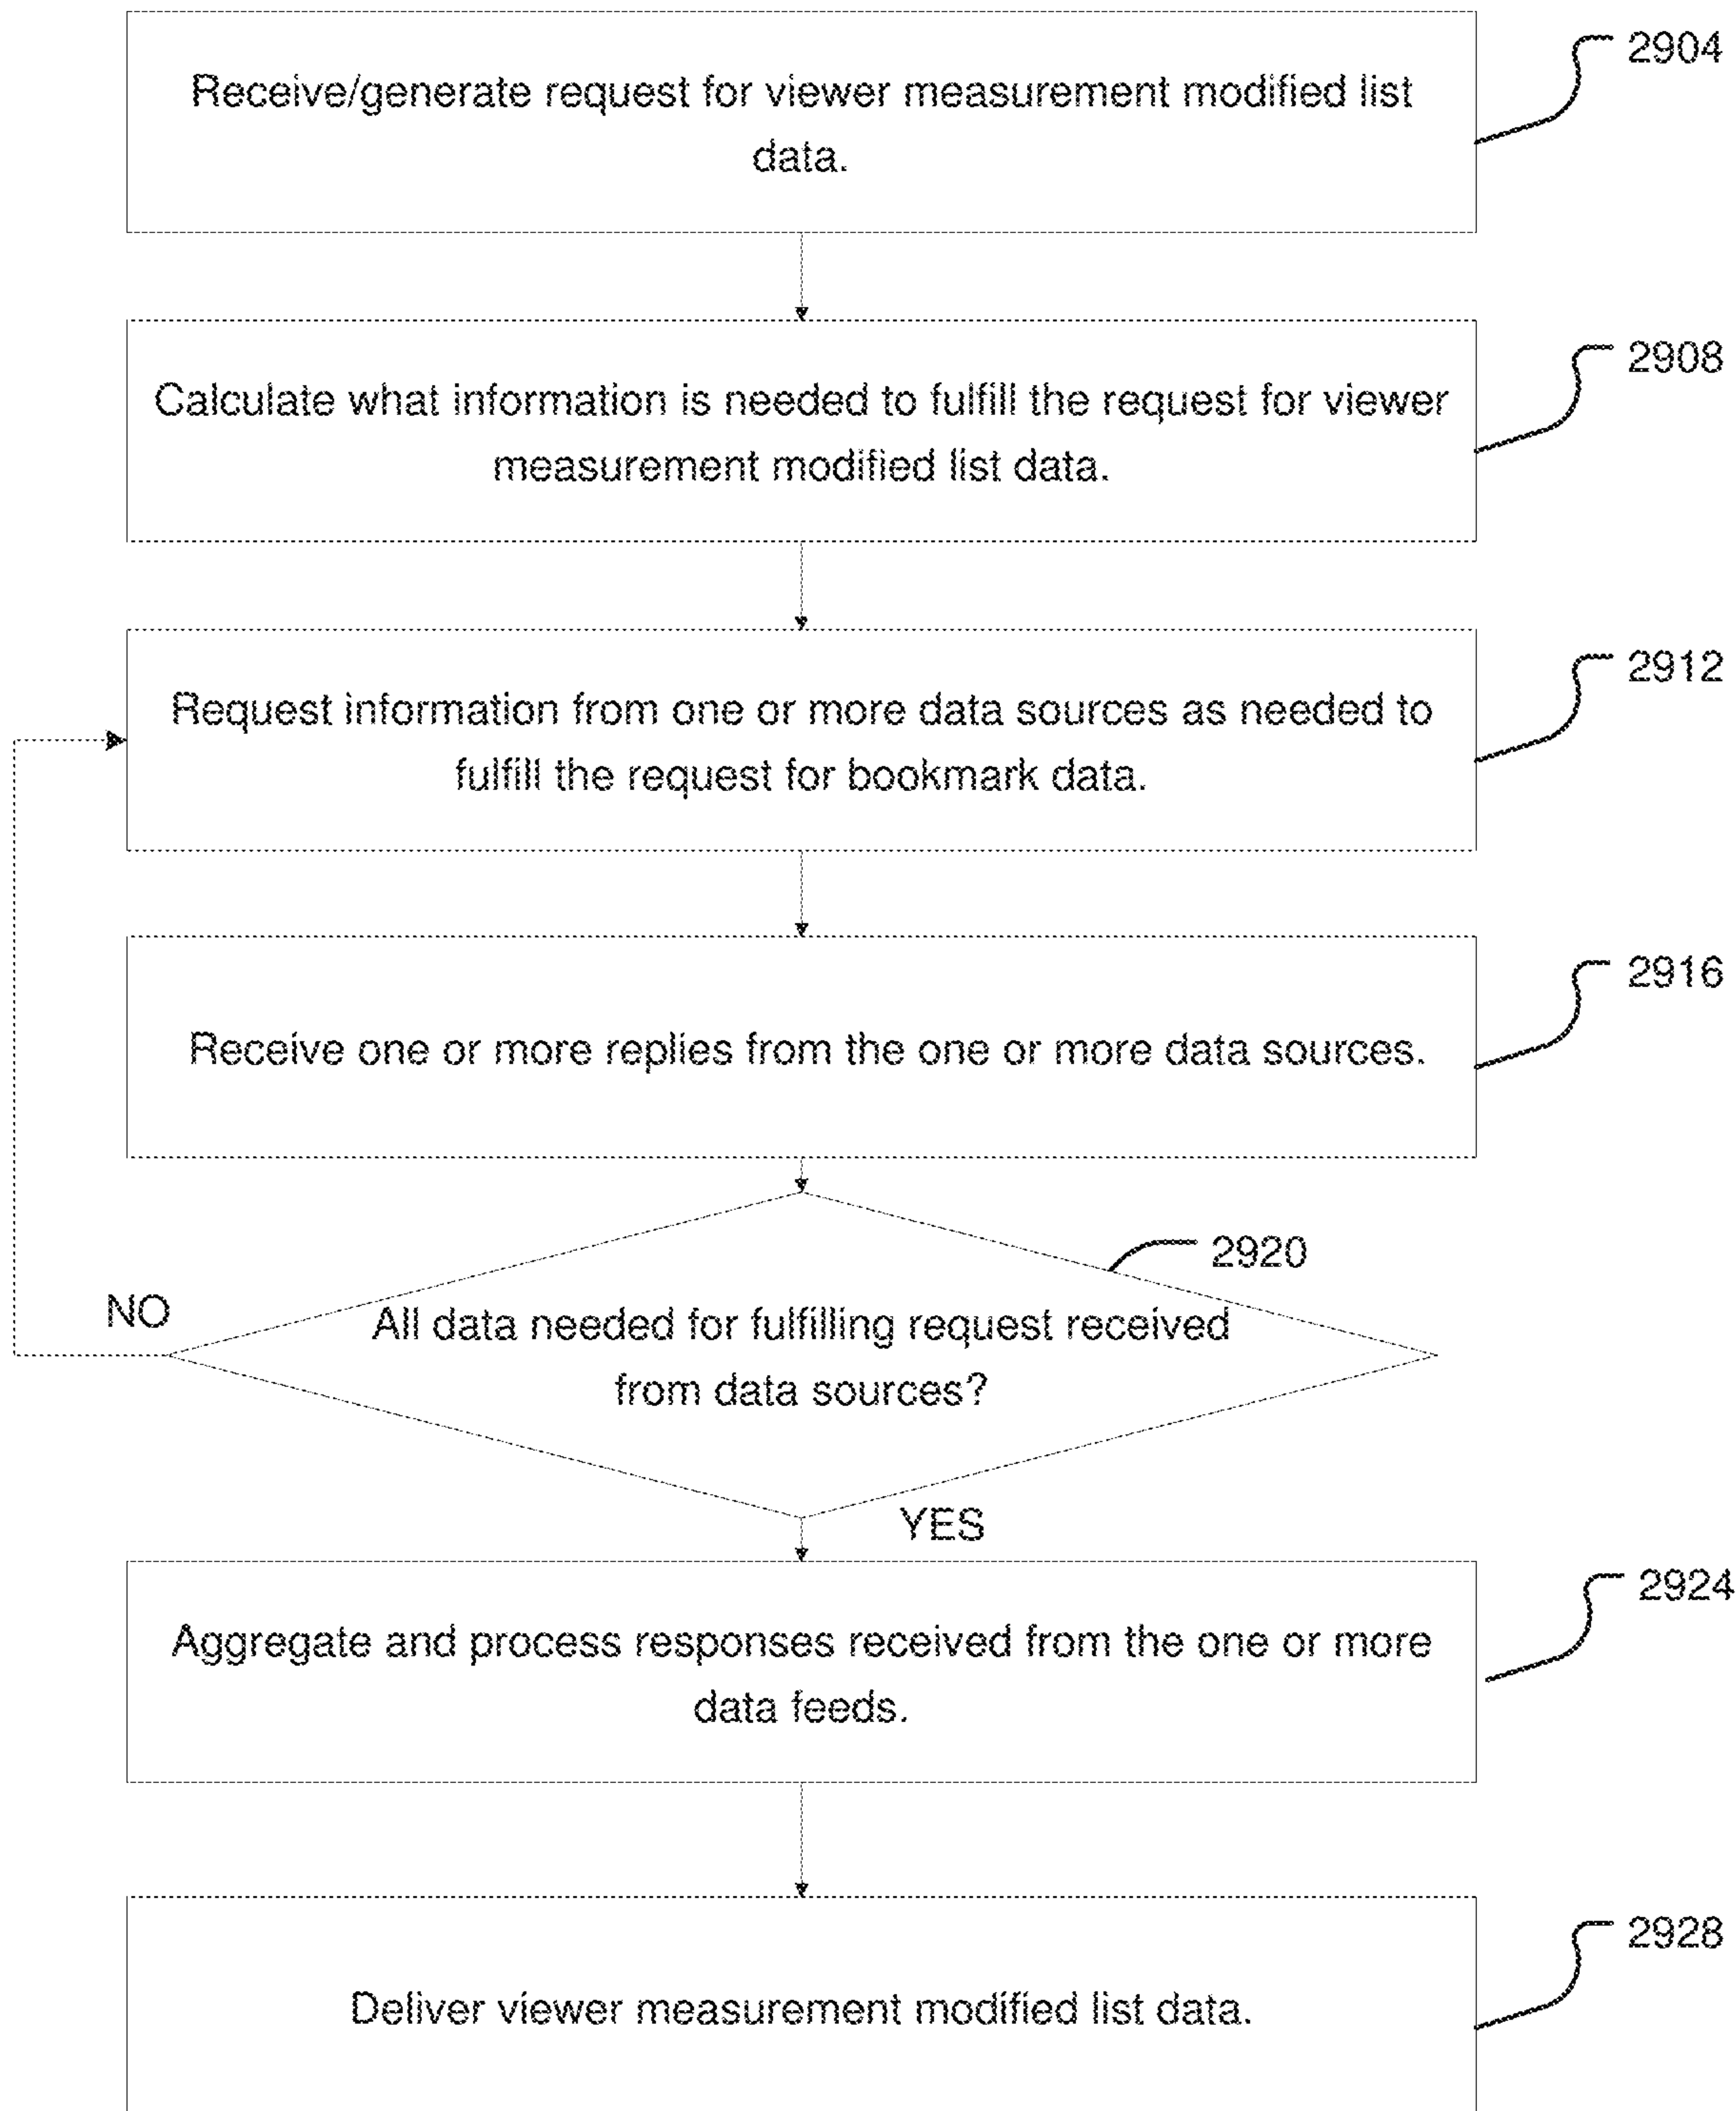 Receive/generate request for viewer measurement modified list
data.
2904
Calculate what information is needed to fulfill the request for viewer
measurement modified list data.
2908
Request information from one or more data sources as needed to
fulfill the request for bookmark data.
2912
Receive one or more replies from the one or more data sources.
2916
2920
All data needed for fulfilling request received
from data sources?
NO
YES
Aggregate and process responses received from the one or more
data feeds.
2924
Deliver viewer measurement modified list data.
2928